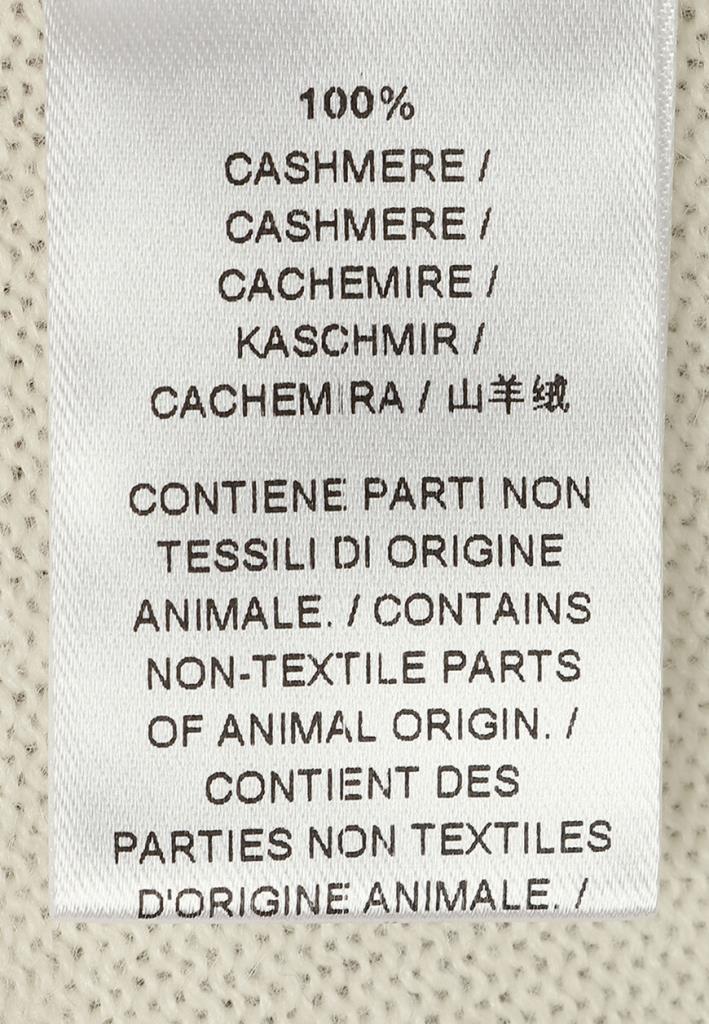 100%
CASHMERE /
CASHMERE /
CACHEMIRE /
KASCHMIR /
CACHEMIRA / 山羊绒
CONTIENE PARTI NON
TESSILI DI ORIGINE
ANIMALE. / CONTAINS
NON-TEXTILE PARTS
OF ANIMAL ORIGIN. /
CONTIENT DES
PARTIES NON TEXTILES
D'ORIGINE ANIMALE. /